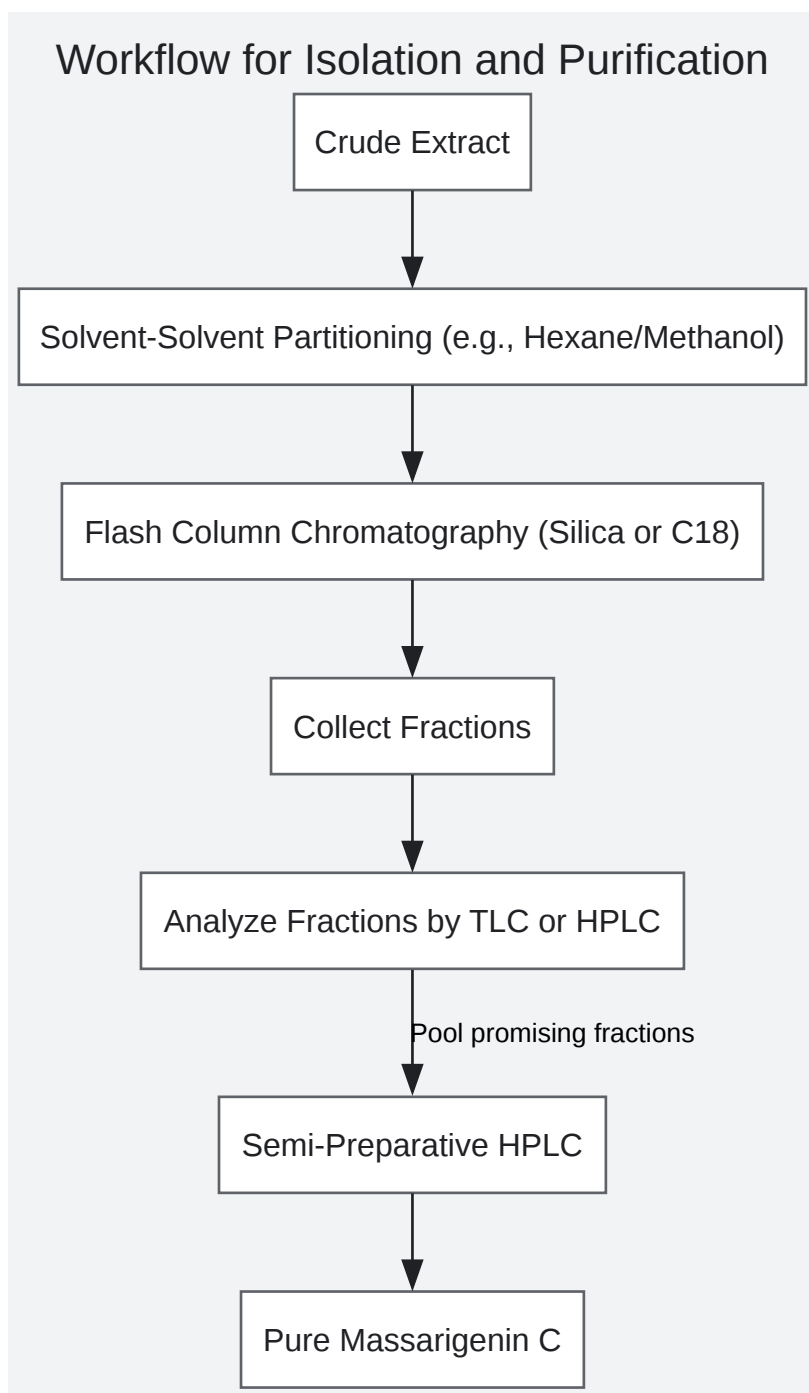 Workflow for Isolation and Purification
Crude Extract
Solvent-Solvent Partitioning (e.g., Hexane/Methanol)
Flash Column Chromatography (Silica or C18)
Collect Fractions
Analyze Fractions by TLC or HPLC
Pool promising fractions
Semi-Preparative HPLC
Pure Massarigenin C